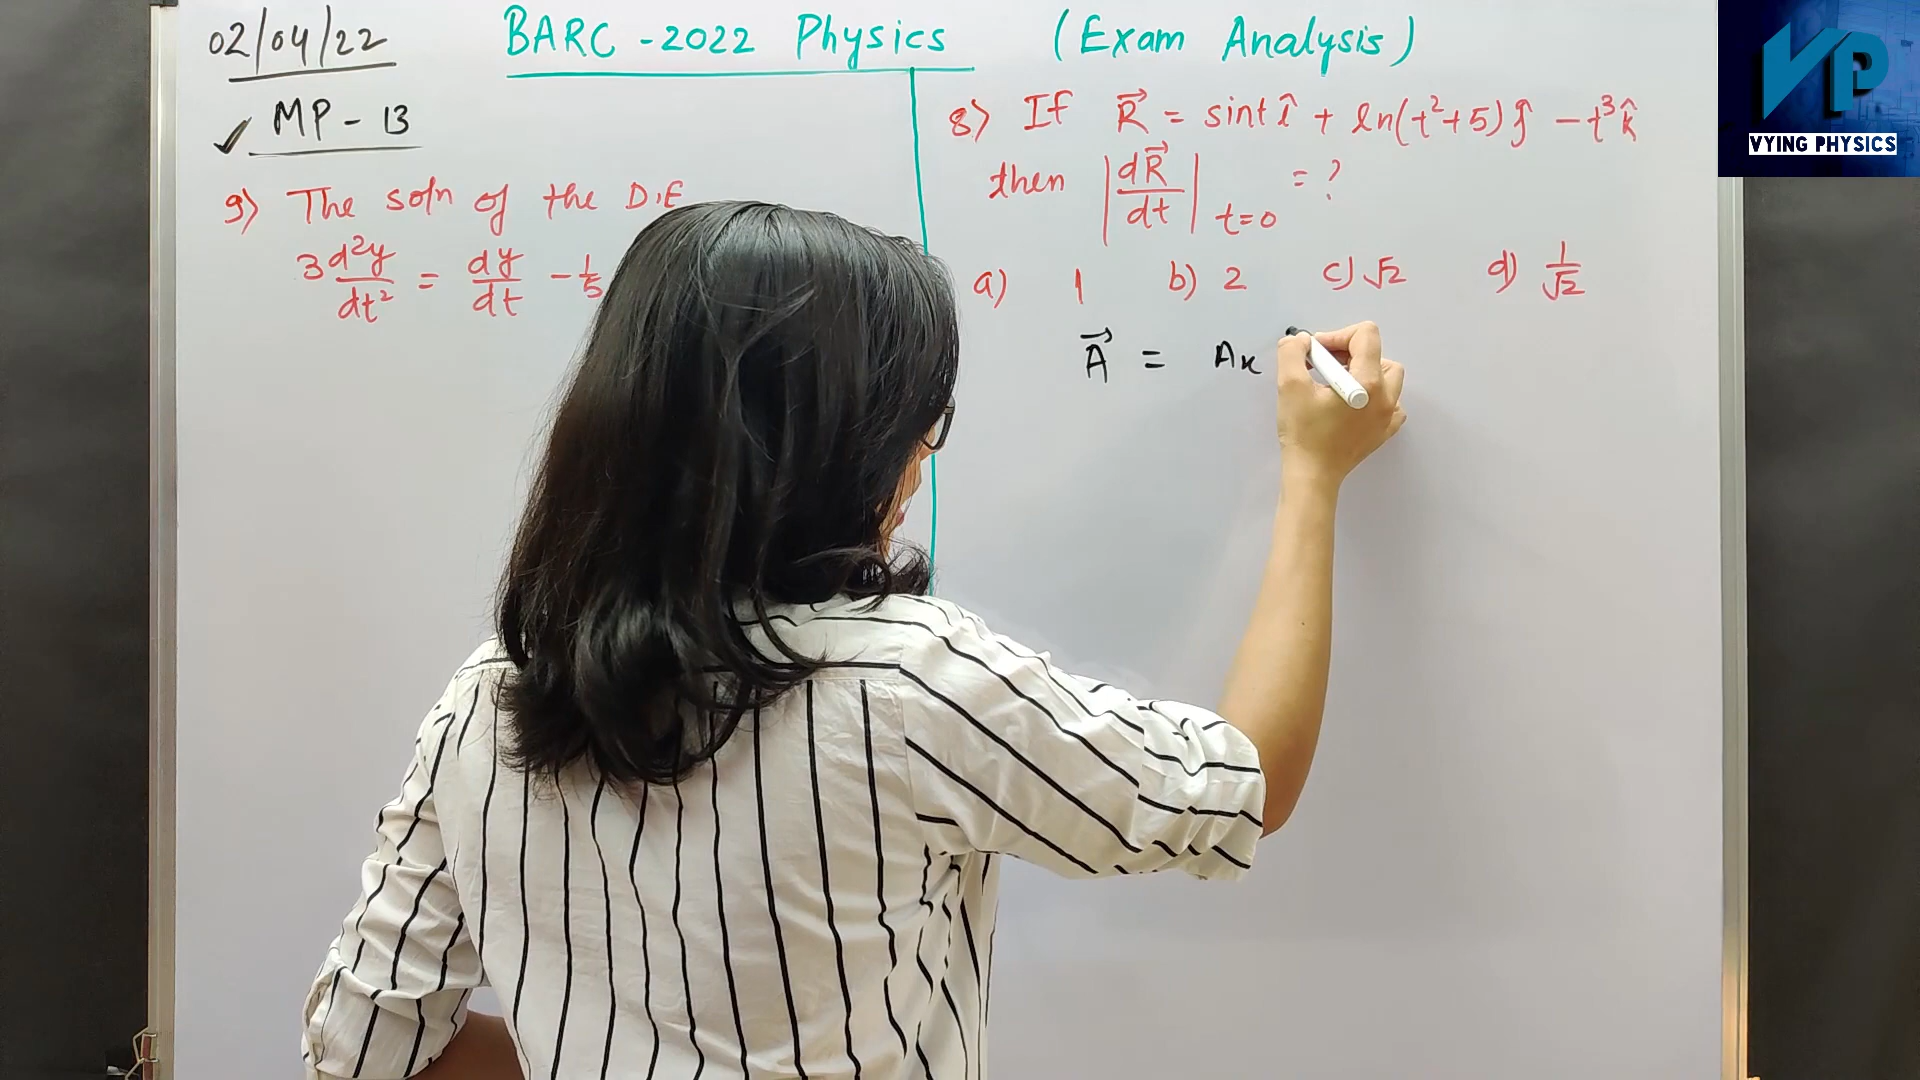 02/04/22
BARC - 2022 Physics (Exam Analysis)
✓ MP - 13
9) The soln of the D.E
3 d²y/dt² = dy/dt - 1/5
8) If R⃗ = sint î + ln(t²+5) ĵ - t³ k̂
then |dR⃗/dt| t=0 = ?
a) 1 b) 2 c) √2 d) 1/√2
A⃗ = Ax
VP
VYING PHYSICS